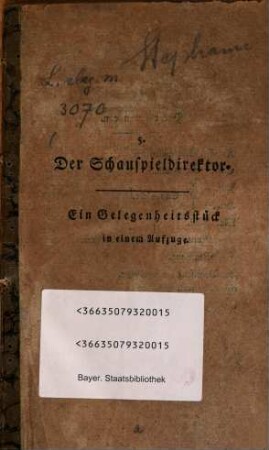 Stephanie
L. eleg. m.
3070
5.
Der Schauspieldirektor.
Ein Gelegenheitsstück
in einem Aufzuge.
<36635079320015
<36635079320015
Bayer. Staatsbibliothek